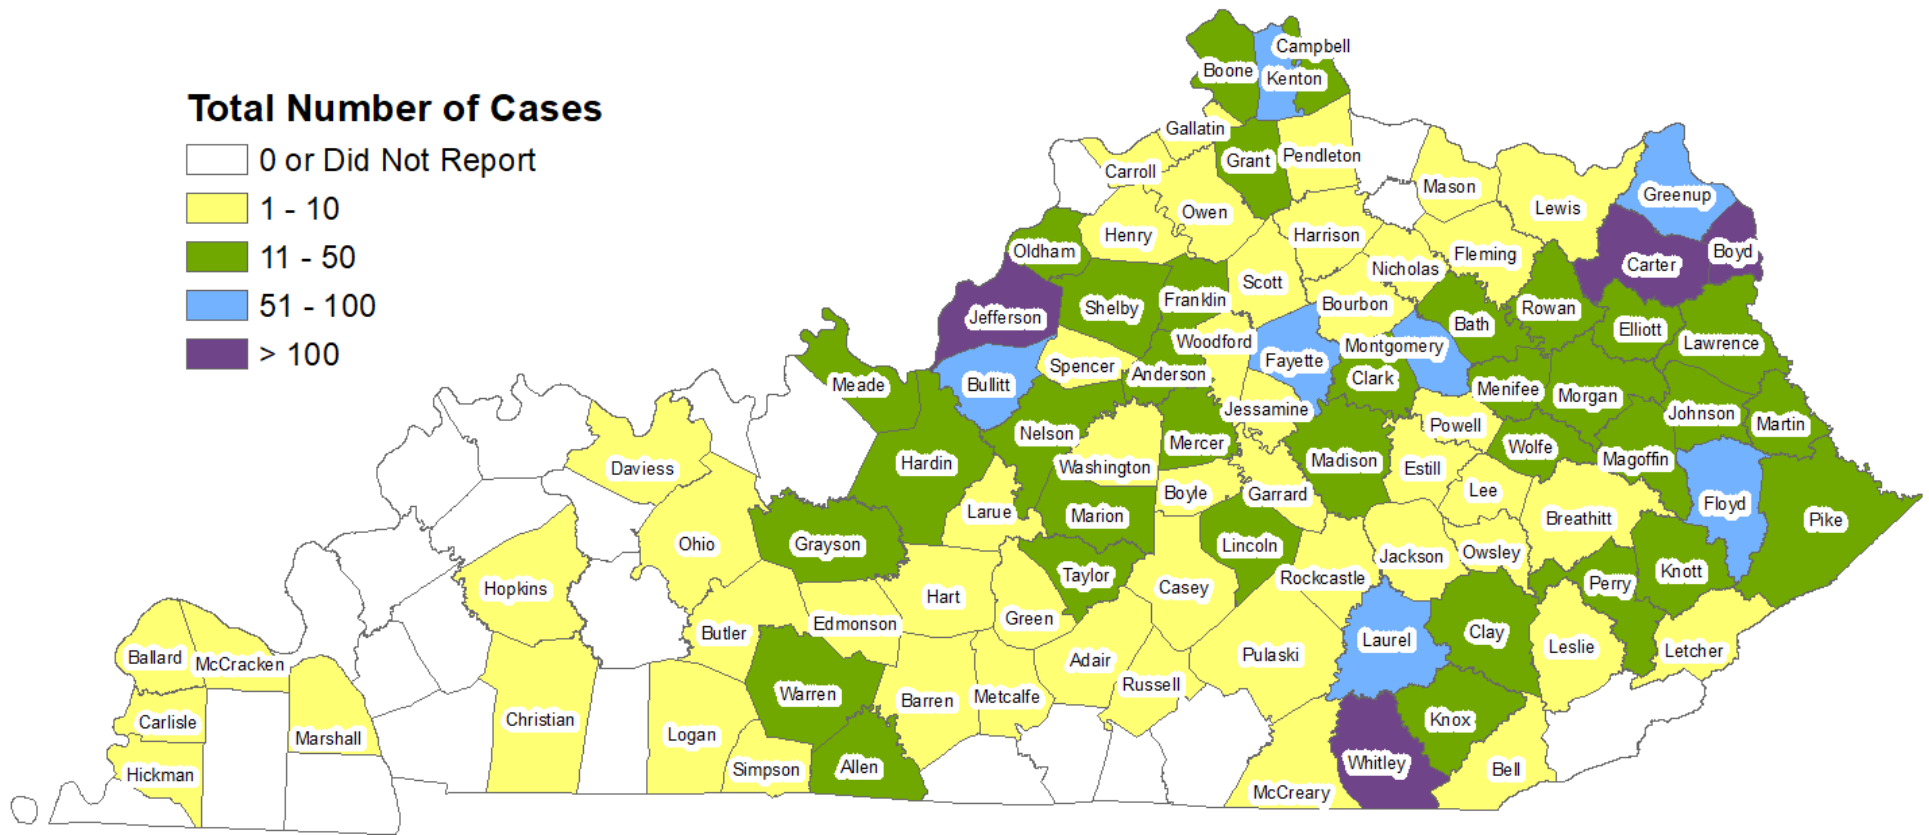 Total Number of Cases
0 or Did Not Report
1 - 10
11 - 50
51 - 100
> 100
Campbell
Boone
Kenton
Gallatin
Grant
Pendleton
Carroll
Mason
Greenup
Lewis
Owen
Henry
Harrison
Oldham
Fleming
Boyd
Carter
Nicholas
Scott
Franklin
Bourbon
Shelby
Rowan
Jefferson
Bath
Elliott
Woodford
Lawrence
Montgomery
Fayette
Spencer
Anderson
Clark
Bullitt
Meade
Menifee
Morgan
Jessamine
Johnson
Martin
Powell
Nelson
Mercer
Wolfe
Magoffin
Madison
Hardin
Washington
Estill
Daviess
Lee
Boyle
Garrard
Floyd
Larue
Marion
Breathitt
Pike
Ohio
Grayson
Lincoln
Owsley
Jackson
Knott
Taylor
Rockcastle
Perry
Hopkins
Casey
Hart
Green
Edmonson
Butler
Clay
Laurel
Leslie
Letcher
Pulaski
Ballard
McCracken
Adair
Russell
Warren
Metcalfe
Barren
Carlisle
Christian
Knox
Logan
Marshall
Whitley
Allen
Simpson
Bell
Hickman
McCreary